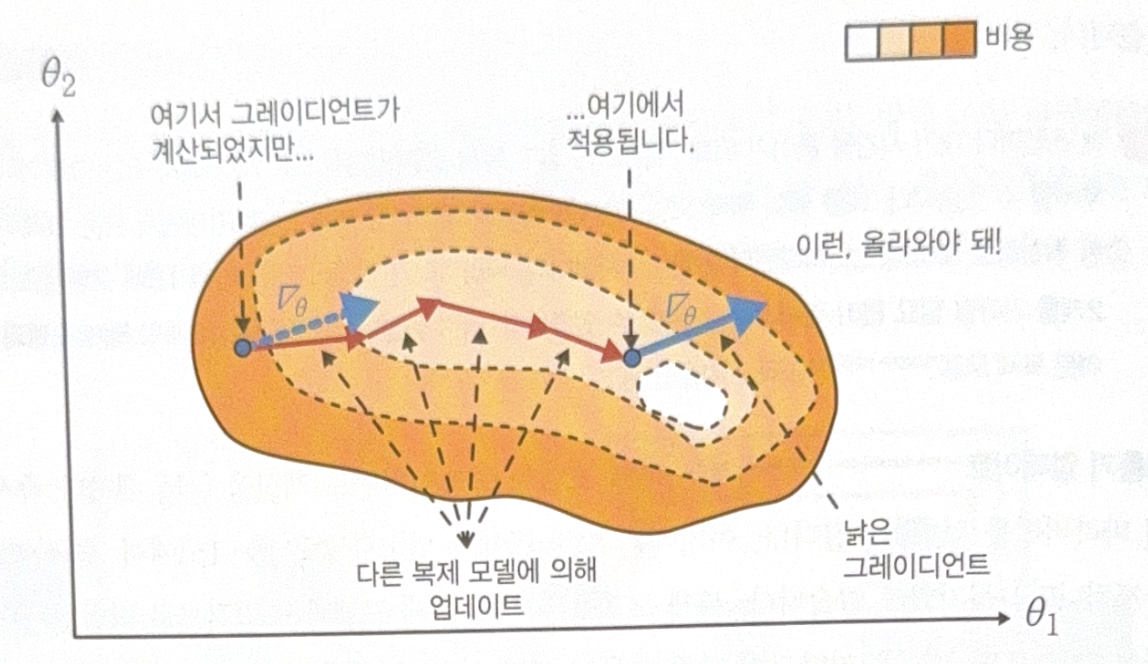 비용
θ2
여기서 그레이디언트가
계산되었지만...
...여기에서
적용됩니다.
이런, 올라와야 돼!
∇θ
∇θ
낡은
그레이디언트
다른 복제 모델에 의해
업데이트
θ1